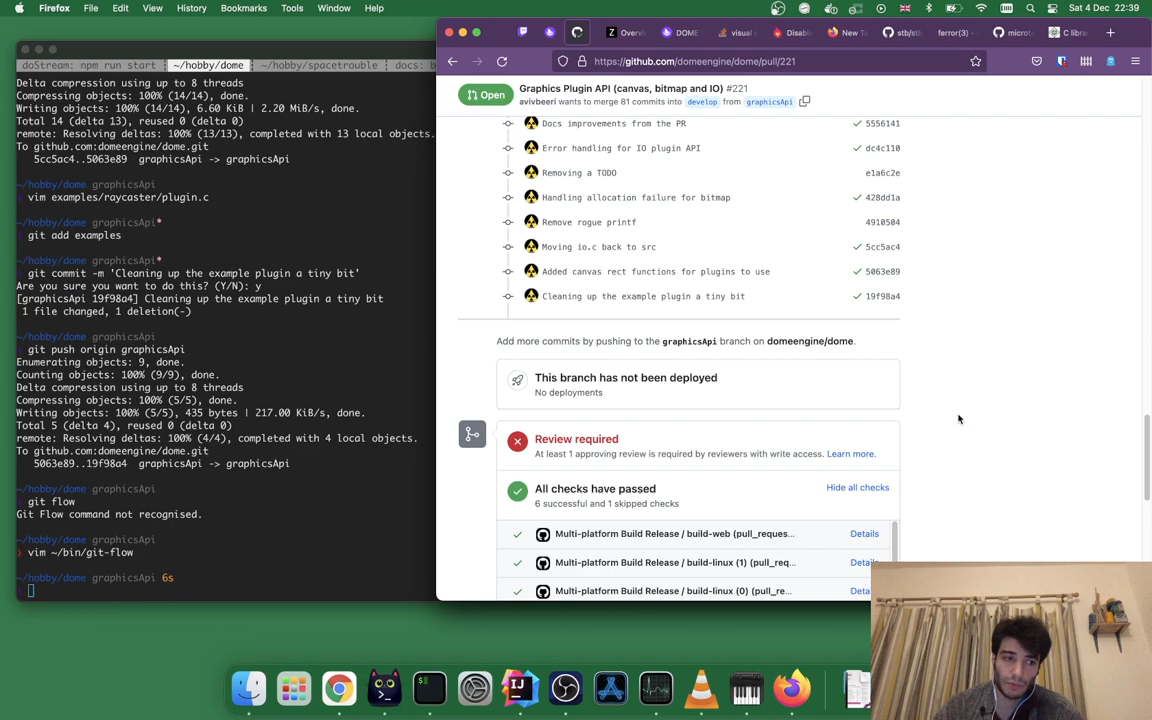 Firefox File Edit View History Bookmarks Tools Window Help Sat 4 Dec 22:39
doStream: npm run start ~/hobby/dome ~/hobby/spacetrouble docs: b
Delta compression using up to 8 threads
Compressing objects: 100% (14/14), done.
Writing objects: 100% (14/14), 6.60 KiB | 2.20 MiB/s, done.
Total 14 (delta 13), reused 0 (delta 0)
remote: Resolving deltas: 100% (13/13), completed with 13 local objects.
To github.com:domeengine/dome.git
5cc5ac4..5063e89 graphicsApi -> graphicsApi
~/hobby/dome graphicsApi
vim examples/raycaster/plugin.c
~/hobby/dome graphicsApi*
git add examples
~/hobby/dome graphicsApi*
git commit -m 'Cleaning up the example plugin a tiny bit'
Are you sure you want to do this? (Y/N): y
[graphicsApi 19f98a4] Cleaning up the example plugin a tiny bit
1 file changed, 1 deletion(-)
~/hobby/dome graphicsApi
git push origin graphicsApi
Enumerating objects: 9, done.
Counting objects: 100% (9/9), done.
Delta compression using up to 8 threads
Compressing objects: 100% (5/5), done.
Writing objects: 100% (5/5), 435 bytes | 217.00 KiB/s, done.
Total 5 (delta 4), reused 0 (delta 0)
remote: Resolving deltas: 100% (4/4), completed with 4 local objects.
To github.com:domeengine/dome.git
5063e89..19f98a4 graphicsApi -> graphicsApi
~/hobby/dome graphicsApi
git flow
Git Flow command not recognised.
~/hobby/dome graphicsApi
❯ vim ~/bin/git-flow
~/hobby/dome graphicsApi 6s
Overv DOME visual Disabl New T stb/stb ferror(3) - microt C libra
https://github.com/domeengine/dome/pull/221
Open
Graphics Plugin API (canvas, bitmap and IO) #221
avivbeeri wants to merge 81 commits into develop from graphicsApi
Docs improvements from the PR 5556141
Error handling for IO plugin API dc4c110
Removing a TODO e1a6c2e
Handling allocation failure for bitmap 428dd1a
Remove rogue printf 4910504
Moving io.c back to src 5cc5ac4
Added canvas rect functions for plugins to use 5063e89
Cleaning up the example plugin a tiny bit 19f98a4
Add more commits by pushing to the graphicsApi branch on domeengine/dome.
This branch has not been deployed
No deployments
Review required
At least 1 approving review is required by reviewers with write access. Learn more.
All checks have passed
Hide all checks
6 successful and 1 skipped checks
Multi-platform Build Release / build-web (pull_reques... Details
Multi-platform Build Release / build-linux (1) (pull_req... Details
Multi-platform Build Release / build-linux (0) (pull_re... Deta